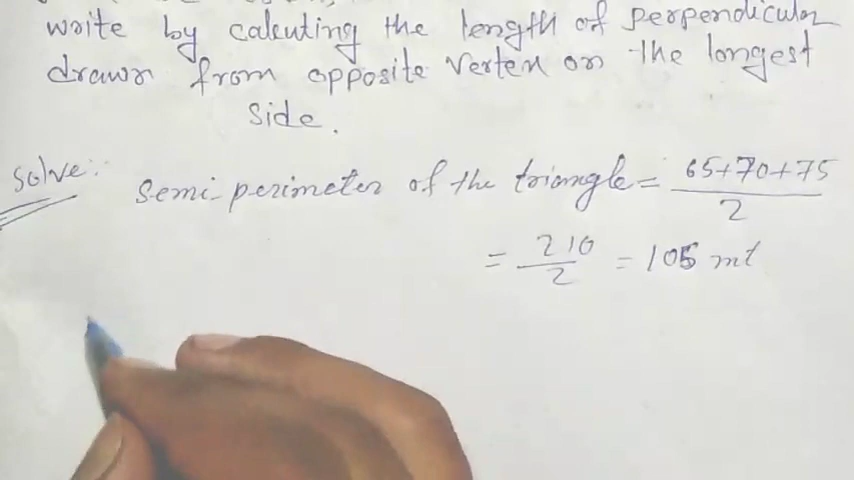 write by caleuting the length of perpendicular
drawn from opposite vertex on the longest
side.
Solve:
Semi-perimeter of the triangle = 65+70+75 / 2
= 210 / 2 = 105 mt